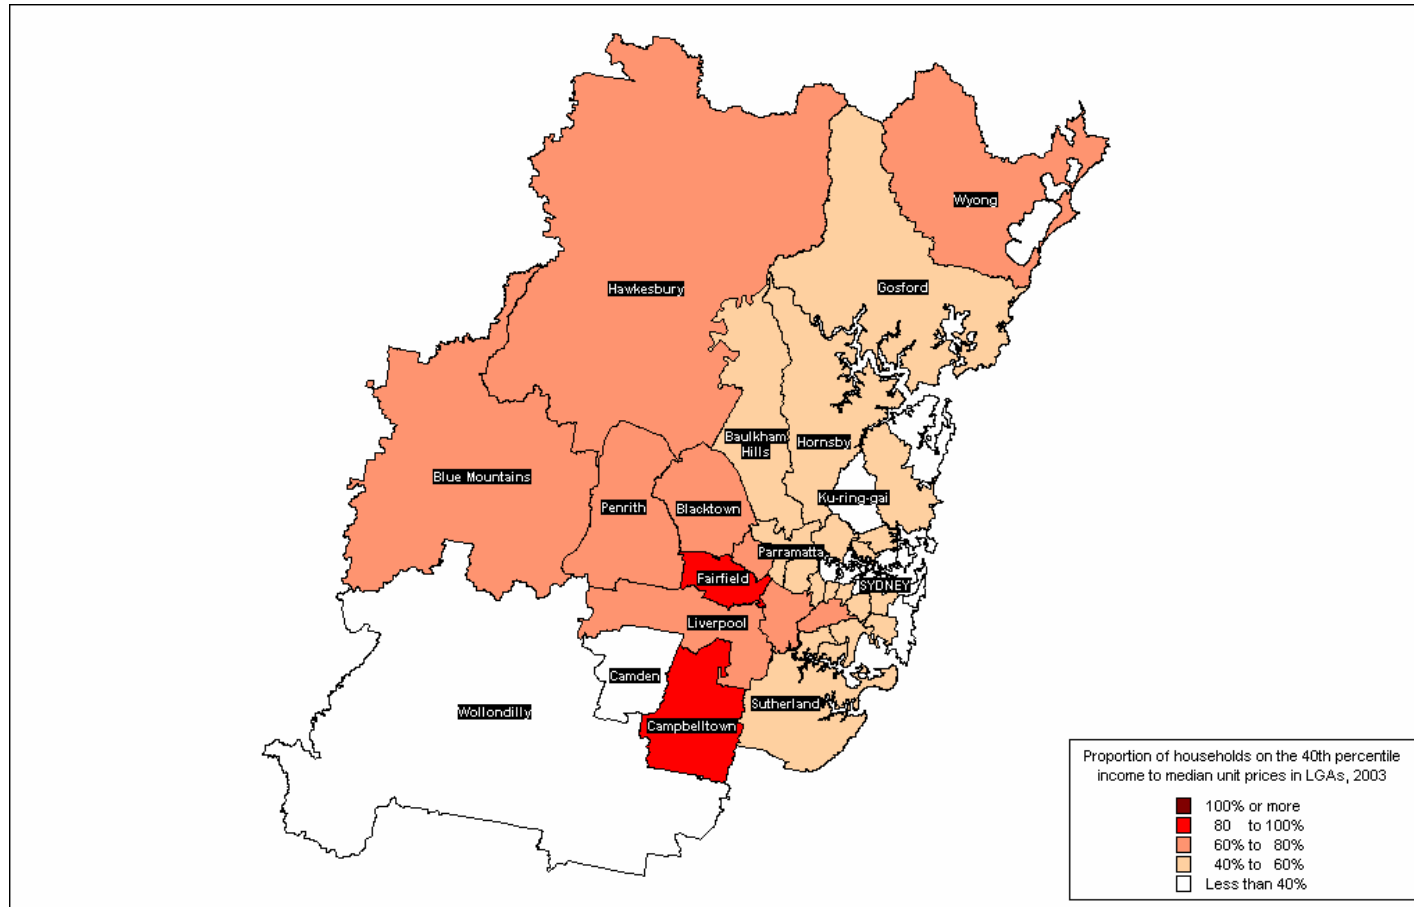 Wyong
Gosford
Hawkesbury
Baulkham
Hills
Hornsby
Blue Mountains
Penrith
Blacktown
Ku-ring-gai
Parramatta
Fairfield
SYDNEY
Liverpool
Camden
Wollondilly
Campbelltown
Sutherland
Proportion of households on the 40th percentile
income to median unit prices in LGAs, 2003
100% or more
80 to 100%
60% to 80%
40% to 60%
Less than 40%